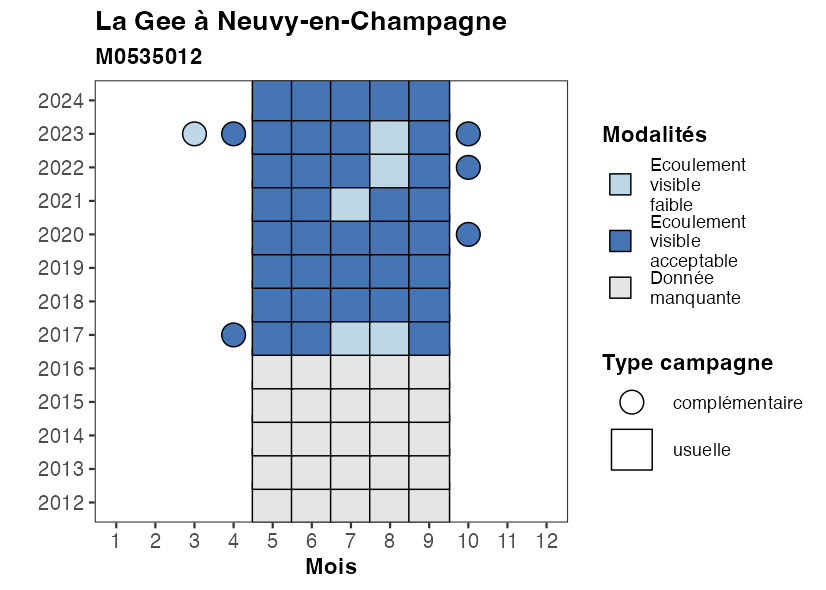 La Gee à Neuvy-en-Champagne
M0535012
2024
2023
2022
2021
2020
2019
2018
2017
2016
2015
2014
2013
2012
1 2 3 4 5 6 7 8 9 10 11 12
Mois
Modalités
Ecoulement
visible
faible
Ecoulement
visible
acceptable
Donnée
manquante
Type campagne
complémentaire
usuelle